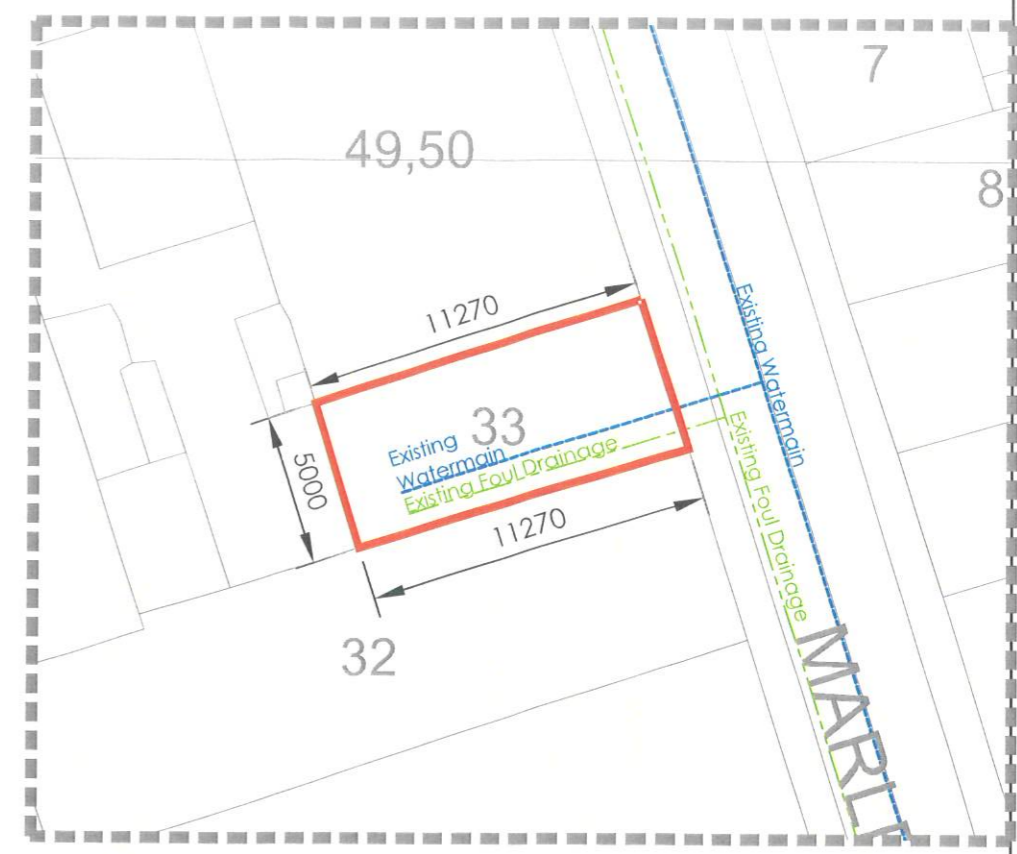 7
49,50
8
11270
Existing Watermain
33
Existing
Watermain
Existing Foul Drainage
5000
Existing Foul Drainage
11270
32